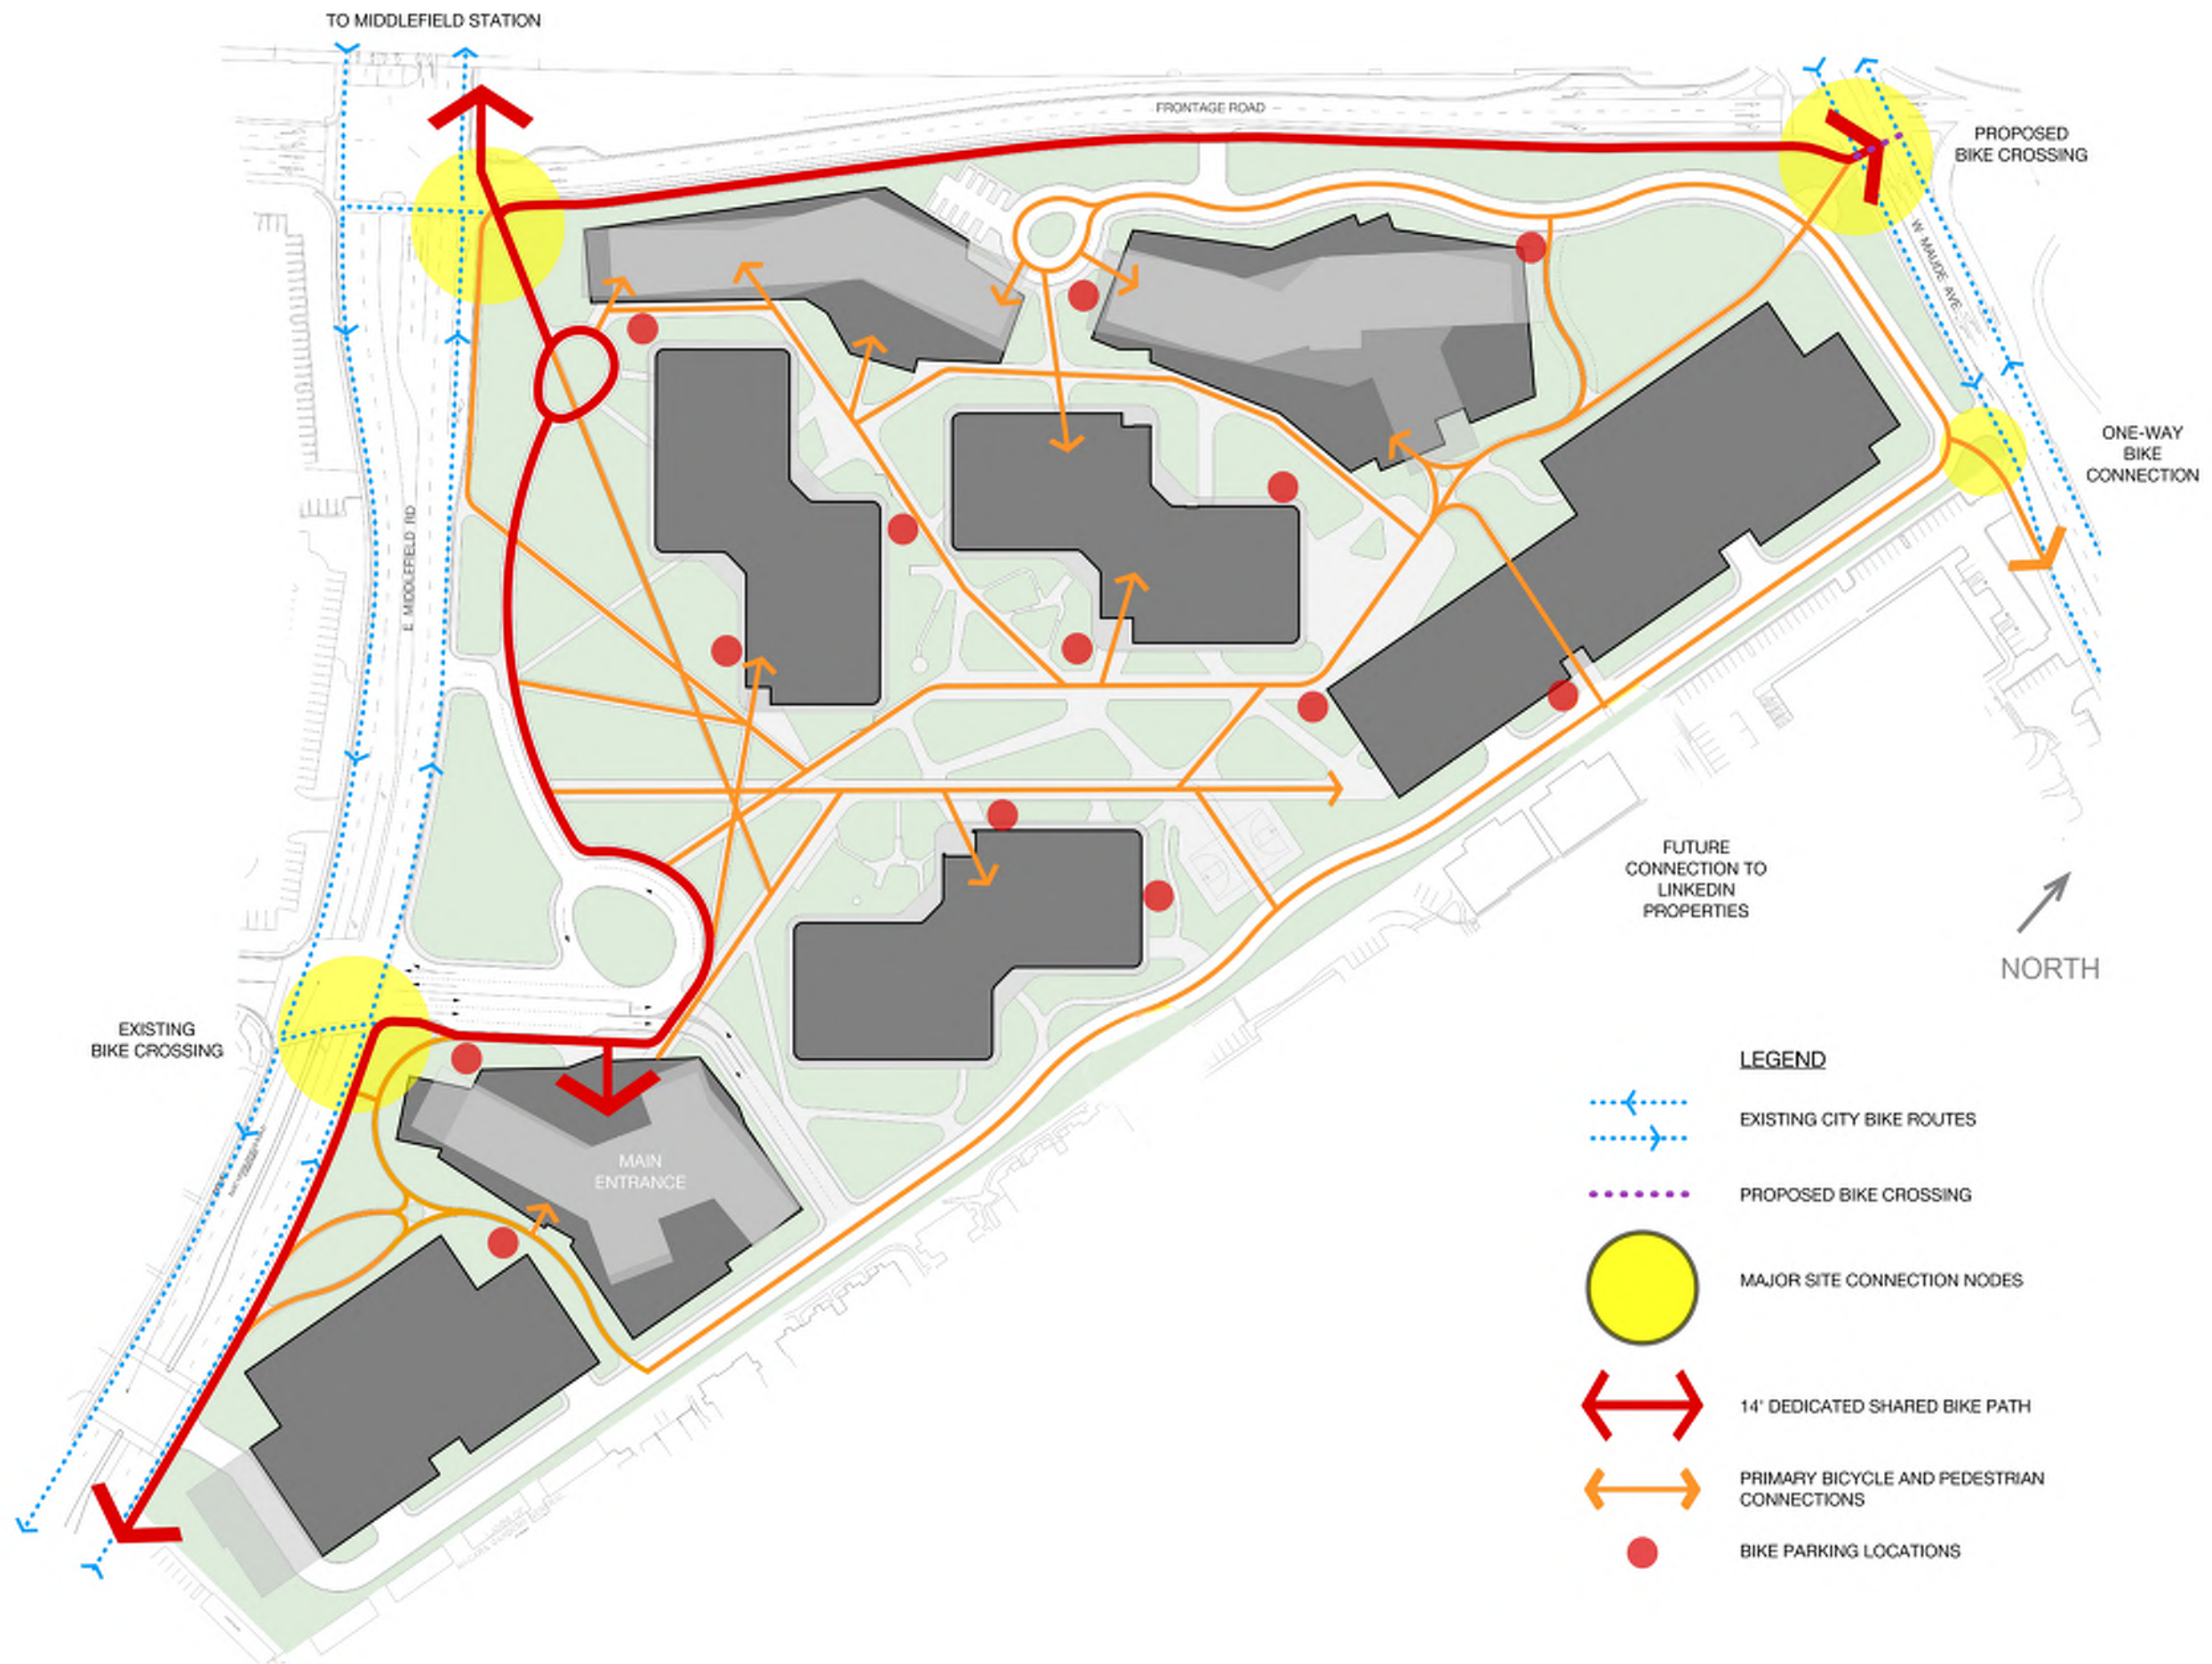 TO MIDDLEFIELD STATION
FRONTAGE ROAD
PROPOSED
BIKE CROSSING
W. MAUDE AVE.
ONE-WAY
BIKE
CONNECTION
E. MIDDLEFIELD RD
FUTURE
CONNECTION TO
LINKEDIN
PROPERTIES
NORTH
EXISTING
BIKE CROSSING
MAIN
ENTRANCE
LEGEND
EXISTING CITY BIKE ROUTES
PROPOSED BIKE CROSSING
MAJOR SITE CONNECTION NODES
14' DEDICATED SHARED BIKE PATH
PRIMARY BICYCLE AND PEDESTRIAN
CONNECTIONS
BIKE PARKING LOCATIONS